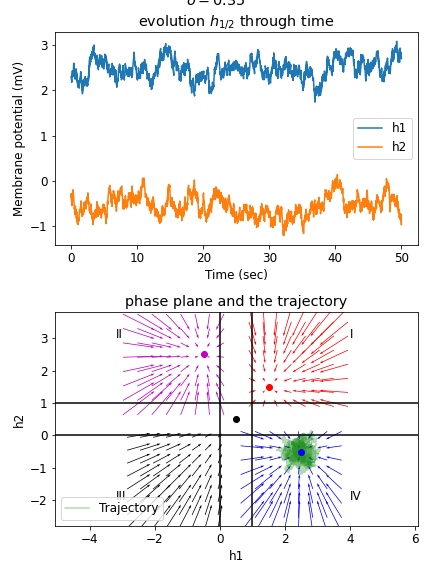 evolution h1/2 through time
Membrane potential (mV)
3
2
1
0
−1
h1
h2
0
10
20
30
40
50
Time (sec)
phase plane and the trajectory
h2
3
2
1
0
−1
−2
II
I
III
IV
Trajectory
−4
−2
0
2
4
6
h1